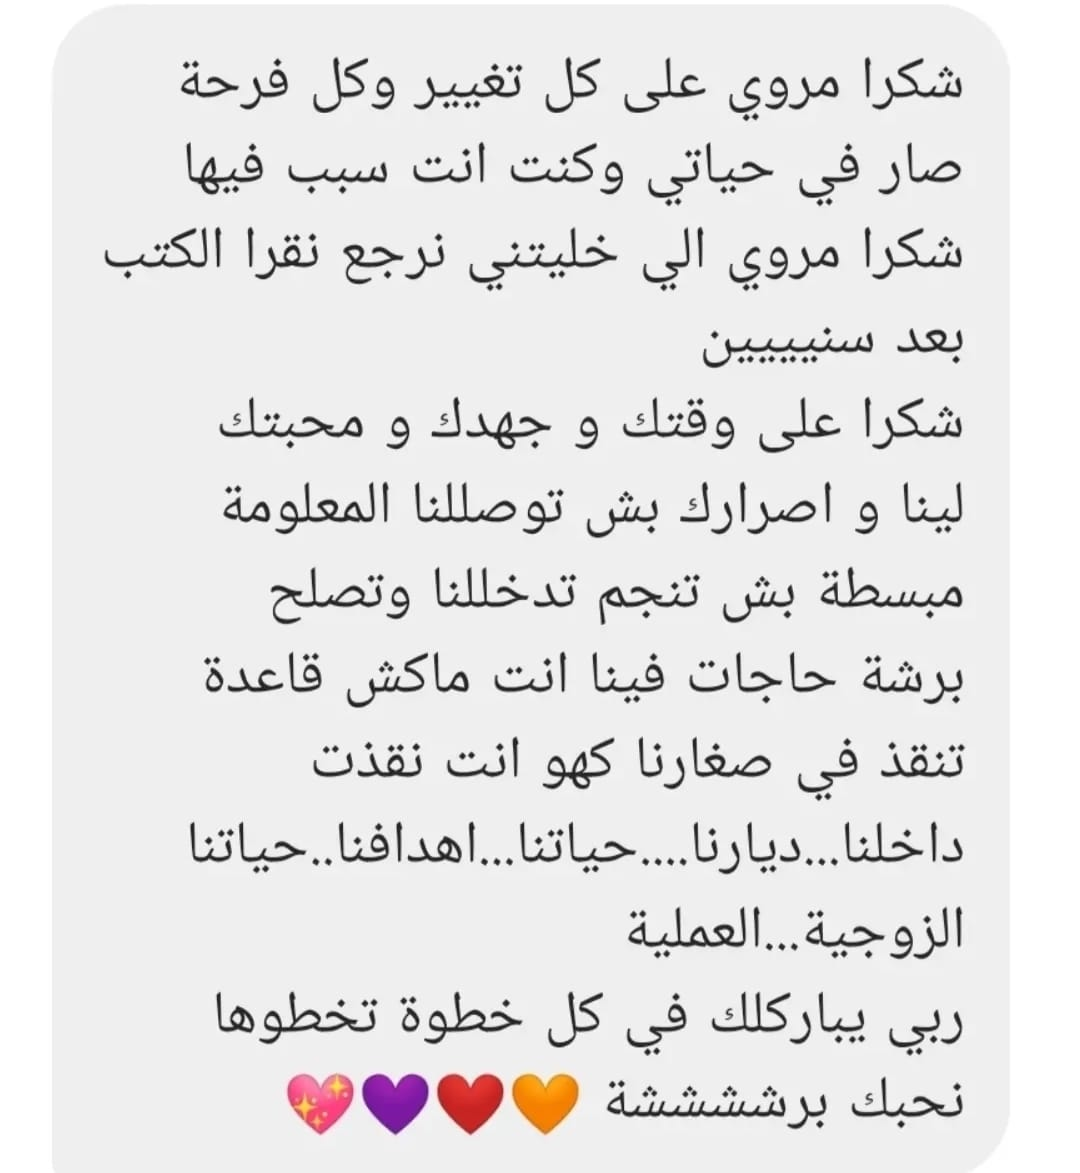 شكرا مروي على كل تغيير وكل فرحة
صار في حياتي وكنت انت سبب فيها
شكرا مروي الي خليتني نرجع نقرا الكتب
بعد سنيييين
شكرا على وقتك و جهدك و محبتك
لينا و اصرارك بش توصللنا المعلومة
مبسطة بش تنجم تدخللنا وتصلح
برشة حاجات فينا انت ماكش قاعدة
تنقذ في صغارنا كهو انت نقذت
داخلنا...ديارنا....حياتنا...اهدافنا..حياتنا
الزوجية...العملية
ربي يباركلك في كل خطوة تخطوها
نحبك برشششششة 🧡❤️💜💖